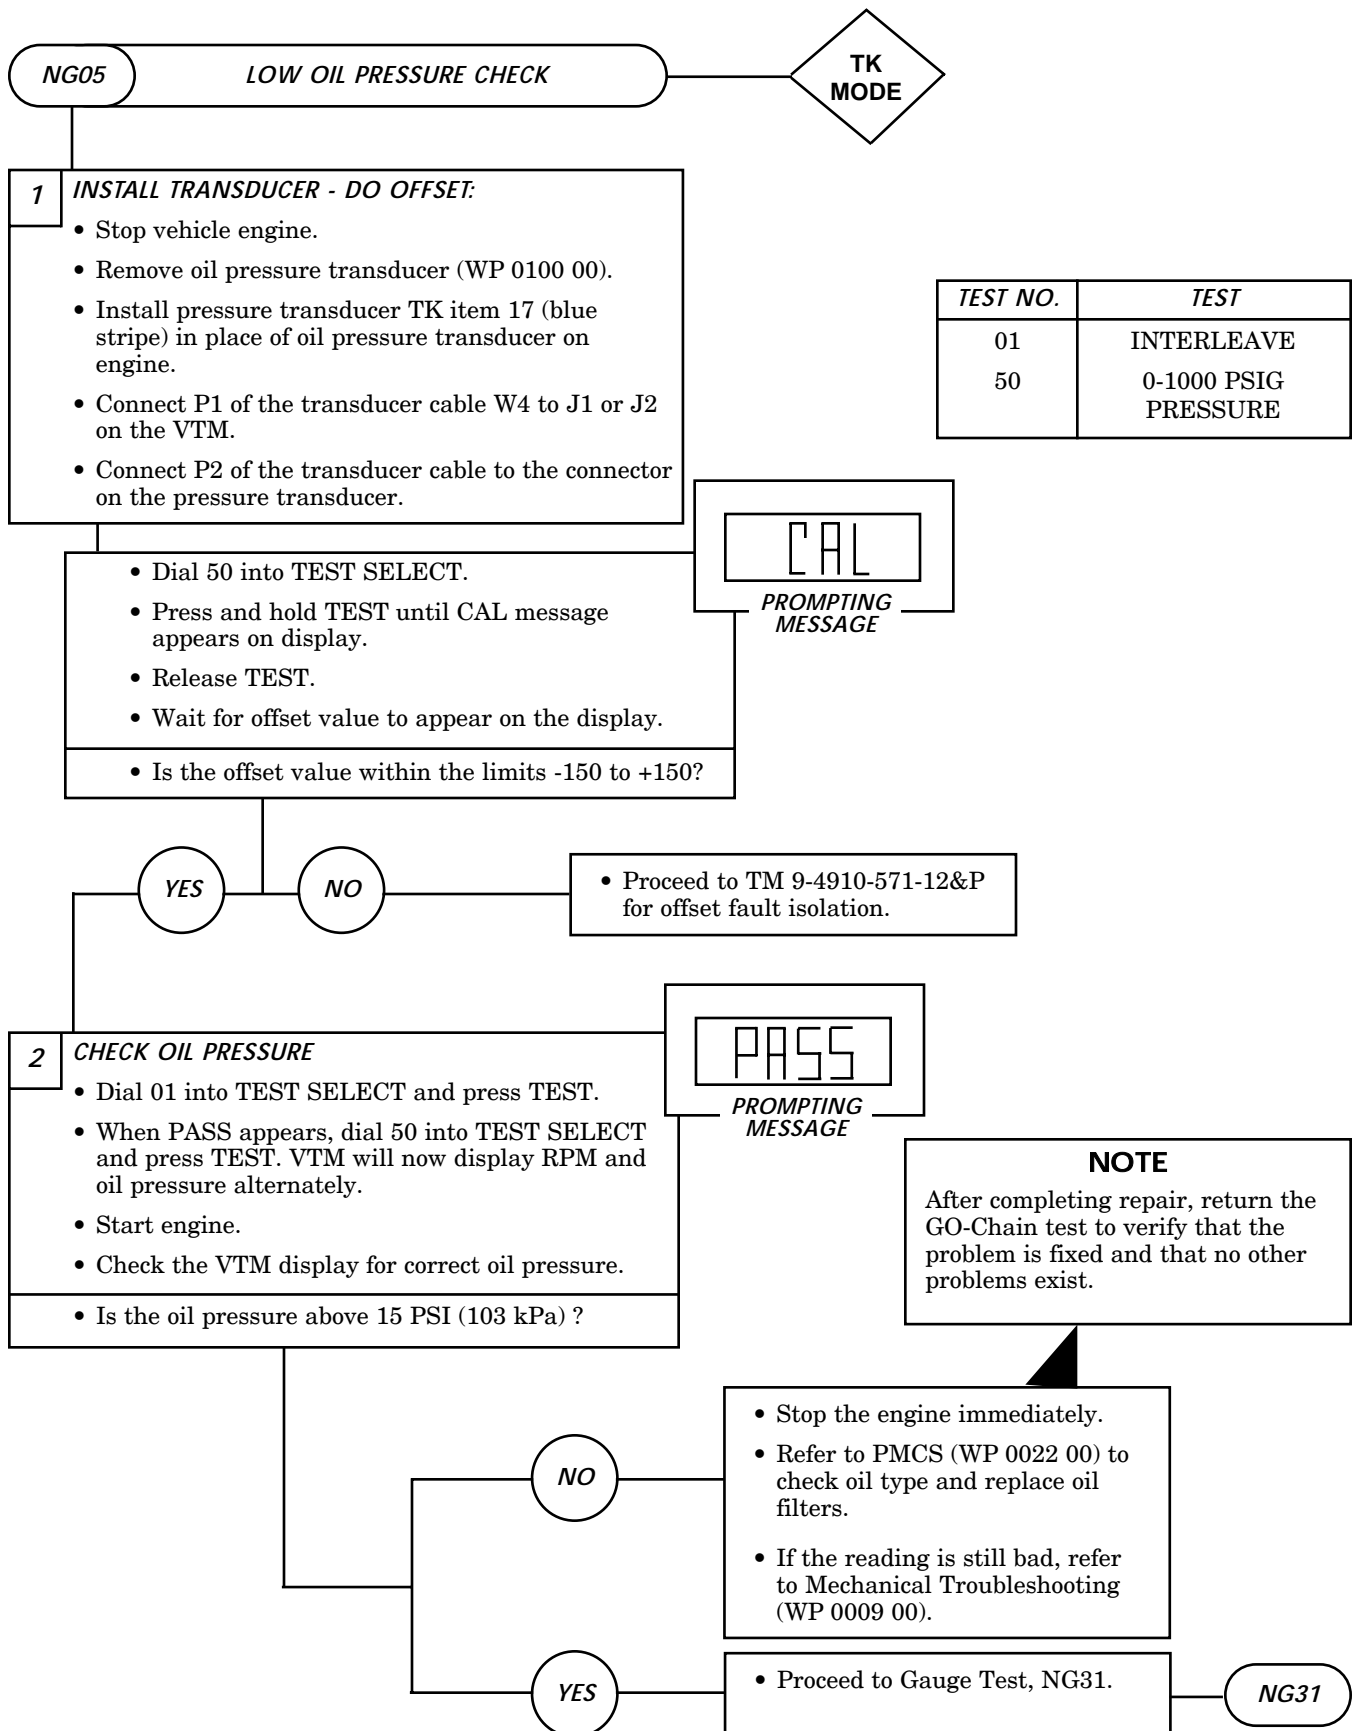 NG05
LOW OIL PRESSURE CHECK
TK
MODE
1
INSTALL TRANSDUCER - DO OFFSET:
• Stop vehicle engine.
• Remove oil pressure transducer (WP 0100 00).
• Install pressure transducer TK item 17 (blue
stripe) in place of oil pressure transducer on
engine.
• Connect P1 of the transducer cable W4 to J1 or J2
on the VTM.
• Connect P2 of the transducer cable to the connector
on the pressure transducer.
TEST NO. TEST
01 INTERLEAVE
50 0-1000 PSIG
PRESSURE
CAL
PROMPTING
MESSAGE
• Dial 50 into TEST SELECT.
• Press and hold TEST until CAL message
appears on display.
• Release TEST.
• Wait for offset value to appear on the display.
• Is the offset value within the limits -150 to +150?
YES
NO
• Proceed to TM 9-4910-571-12&P
for offset fault isolation.
2
CHECK OIL PRESSURE
• Dial 01 into TEST SELECT and press TEST.
• When PASS appears, dial 50 into TEST SELECT
and press TEST. VTM will now display RPM and
oil pressure alternately.
• Start engine.
• Check the VTM display for correct oil pressure.
• Is the oil pressure above 15 PSI (103 kPa) ?
PASS
PROMPTING
MESSAGE
NOTE
After completing repair, return the
GO-Chain test to verify that the
problem is fixed and that no other
problems exist.
NO
• Stop the engine immediately.
• Refer to PMCS (WP 0022 00) to
check oil type and replace oil
filters.
• If the reading is still bad, refer
to Mechanical Troubleshooting
(WP 0009 00).
YES
• Proceed to Gauge Test, NG31.
NG31